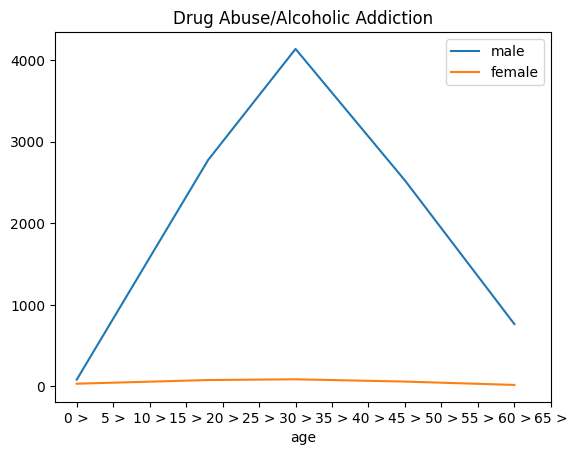 Drug Abuse/Alcoholic Addiction
male
female
4000
3000
2000
1000
0
0 > 5 > 10 > 15 > 20 > 25 > 30 > 35 > 40 > 45 > 50 > 55 > 60 > 65 >
age